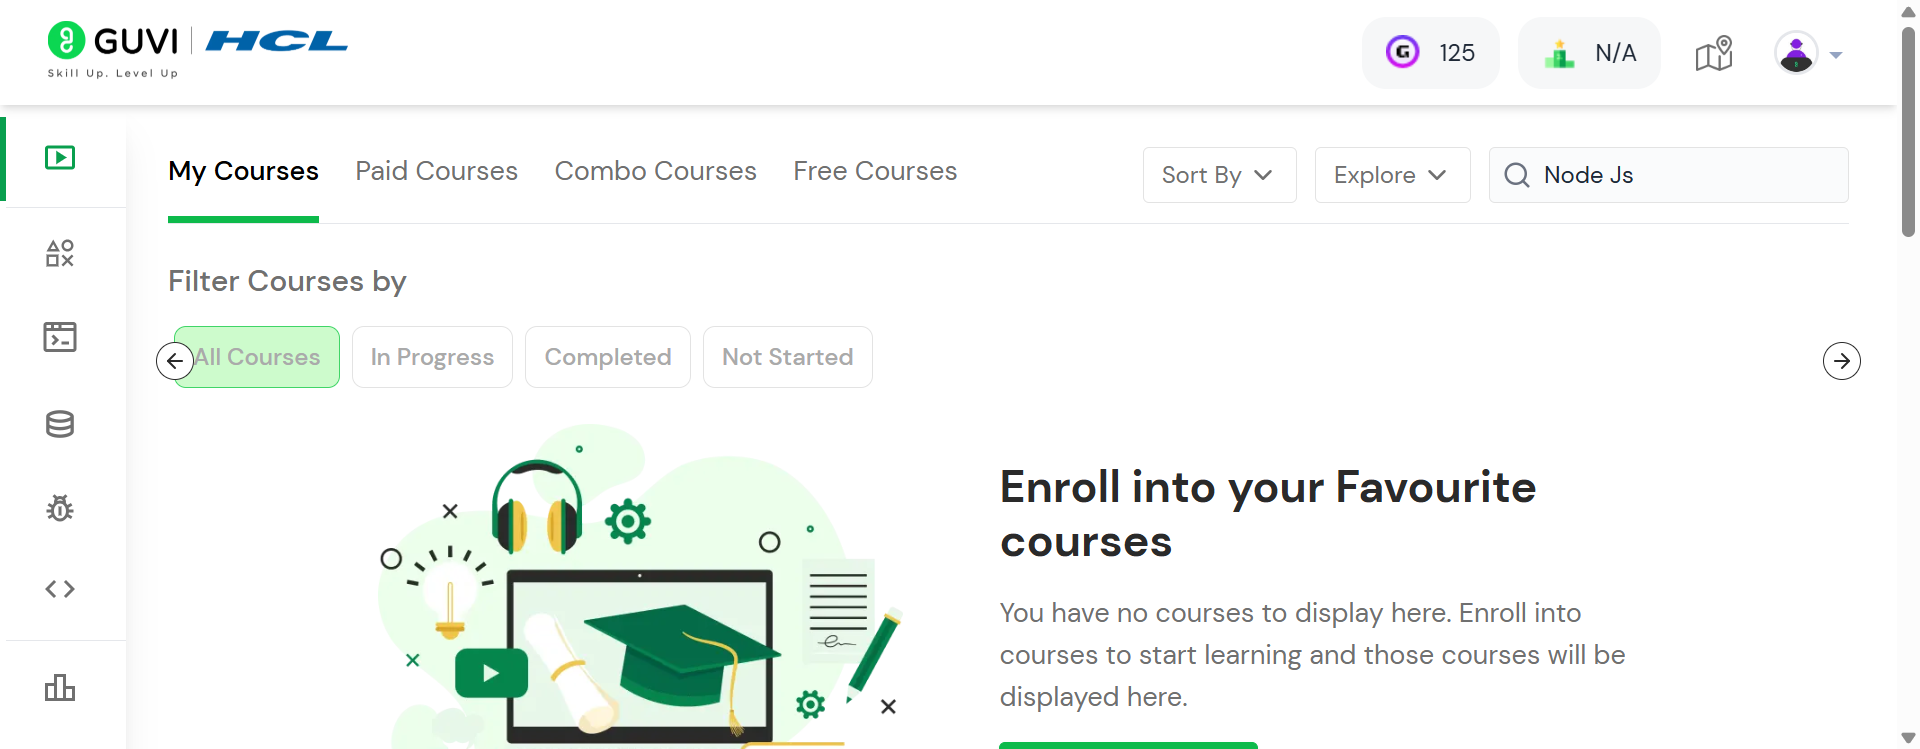 GUVI HCL
Skill Up. Level Up
G 125
N/A
My Courses Paid Courses Combo Courses Free Courses
Sort By Explore Node Js
Filter Courses by
All Courses In Progress Completed Not Started
Enroll into your Favourite
courses
You have no courses to display here. Enroll into
courses to start learning and those courses will be
displayed here.